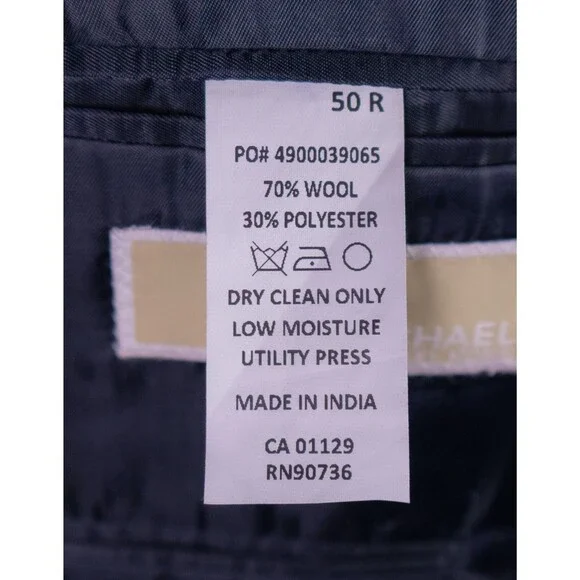 50 R
PO# 4900039065
70% WOOL
30% POLYESTER
DRY CLEAN ONLY
LOW MOISTURE
UTILITY PRESS
MADE IN INDIA
CA 01129
RN90736
CHAEL